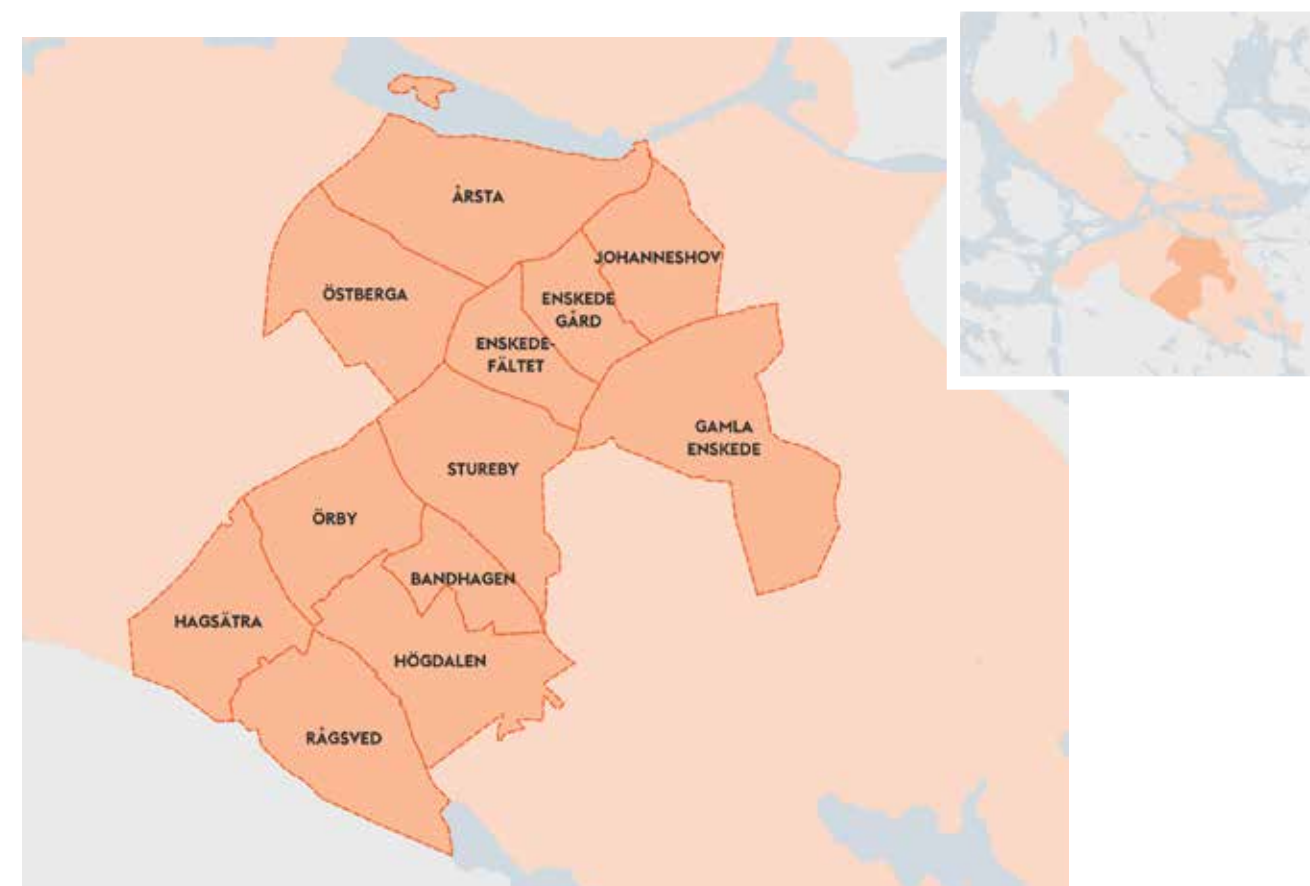 ÅRSTA
JOHANNESHOV
ÖSTBERGA
ENSKEDE
GÅRD
ENSKEDE-
FÄLTET
GAMLA
ENSKEDE
STUREBY
ÖRBY
BANDHAGEN
HAGSÄTRA
HÖGDALEN
RÅGSVED